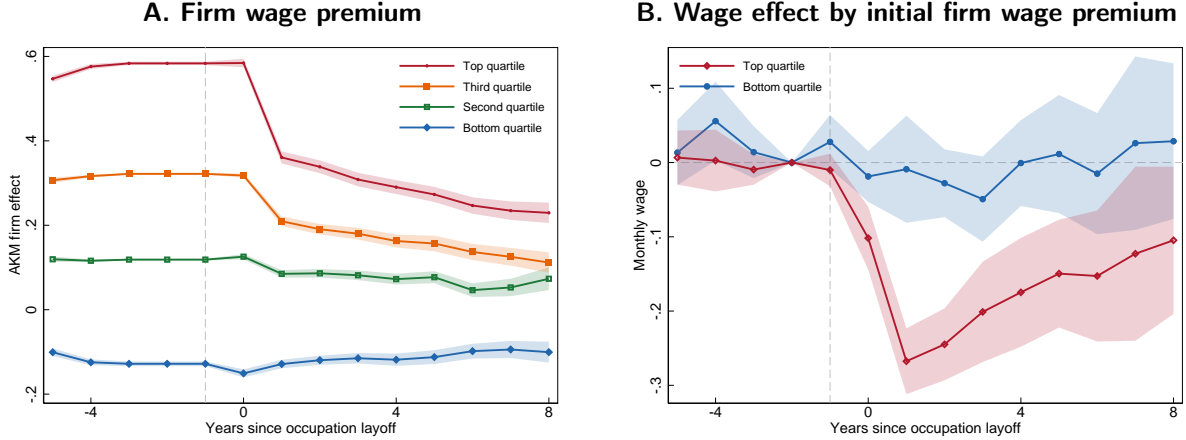 A. Firm wage premium
.6
.4
.2
0
-.2
AKM firm effect
Top quartile
Third quartile
Second quartile
Bottom quartile
-4
0
4
8
Years since occupation layoff
B. Wage effect by initial firm wage premium
.1
0
-.1
-.2
-.3
Monthly wage
Top quartile
Bottom quartile
-4
0
4
8
Years since occupation layoff